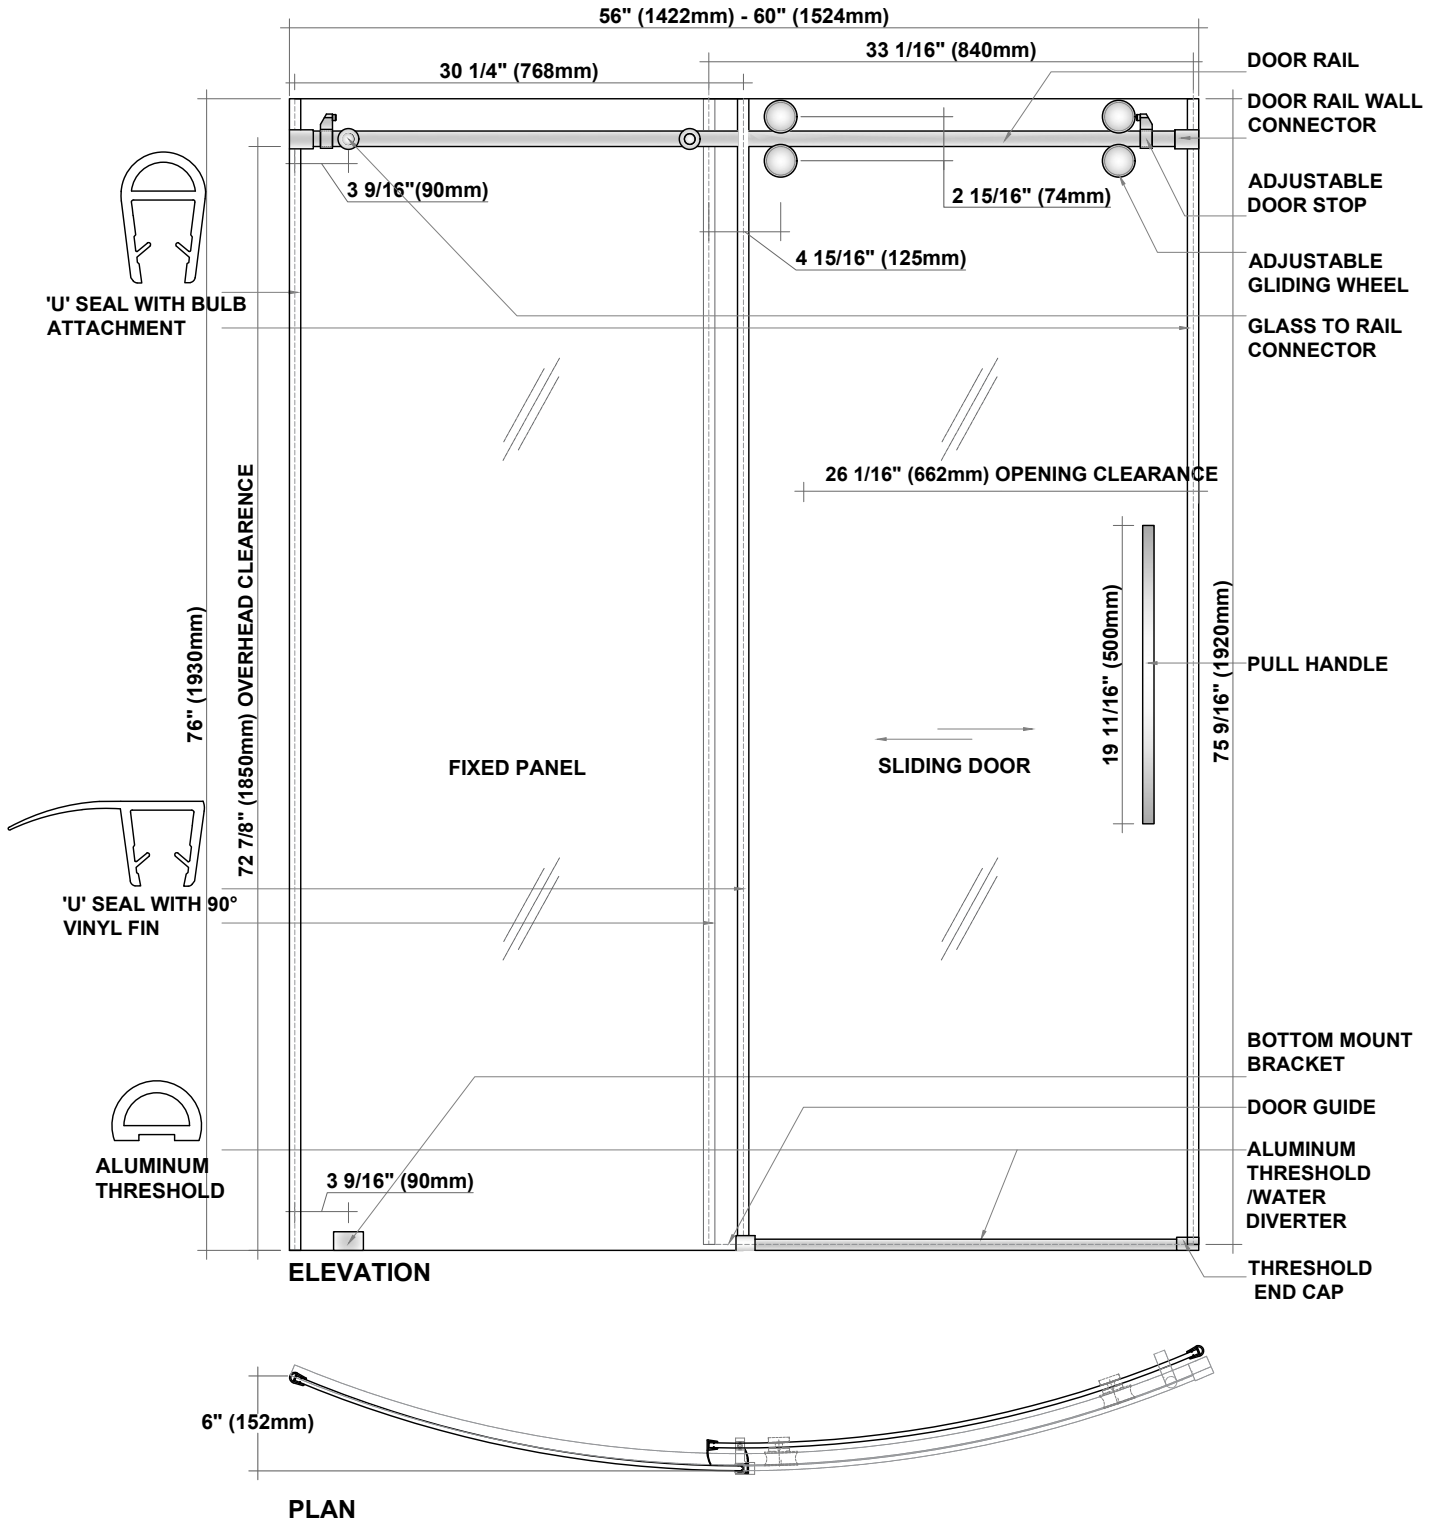 56" (1422mm) - 60" (1524mm)
33 1/16" (840mm)
30 1/4" (768mm)
DOOR RAIL
DOOR RAIL WALL
CONNECTOR
3 9/16"(90mm)
2 15/16" (74mm)
ADJUSTABLE
DOOR STOP
4 15/16" (125mm)
ADJUSTABLE
GLIDING WHEEL
'U' SEAL WITH BULB
ATTACHMENT
GLASS TO RAIL
CONNECTOR
26 1/16" (662mm) OPENING CLEARANCE
76" (1930mm)
72 7/8" (1850mm) OVERHEAD CLEARENCE
19 11/16" (500mm)
75 9/16" (1920mm)
PULL HANDLE
FIXED PANEL
SLIDING DOOR
'U' SEAL WITH 90°
VINYL FIN
BOTTOM MOUNT
BRACKET
DOOR GUIDE
ALUMINUM
THRESHOLD
3 9/16" (90mm)
ALUMINUM
THRESHOLD
/WATER
DIVERTER
ELEVATION
THRESHOLD
END CAP
6" (152mm)
PLAN